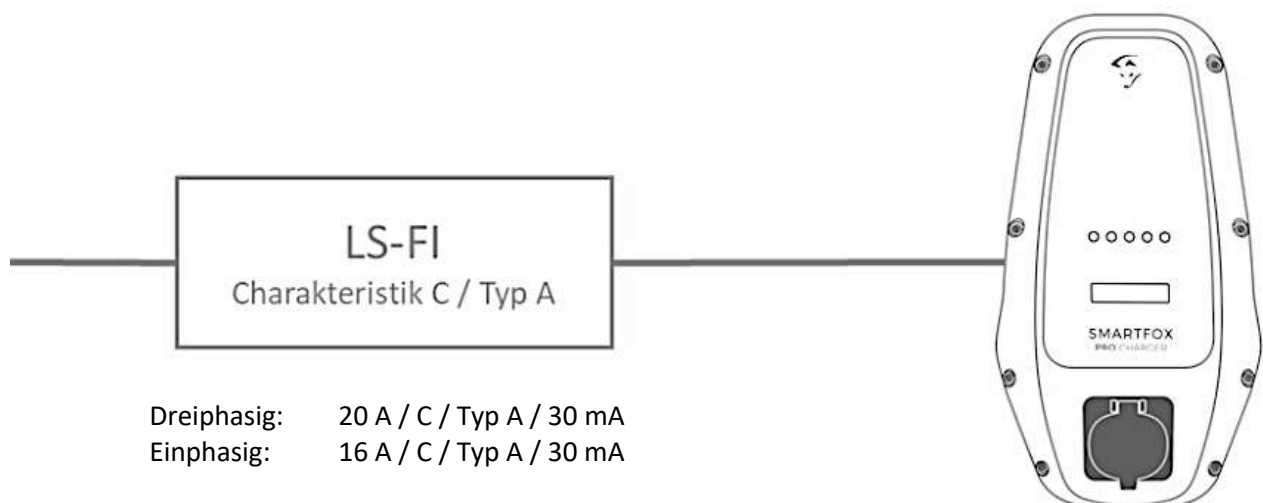 LS-FI
Charakteristik C / Typ A
SMARTFOX
PRO CHARGER
Dreiphasig: 20 A / C / Typ A / 30 mA
Einphasig: 16 A / C / Typ A / 30 mA